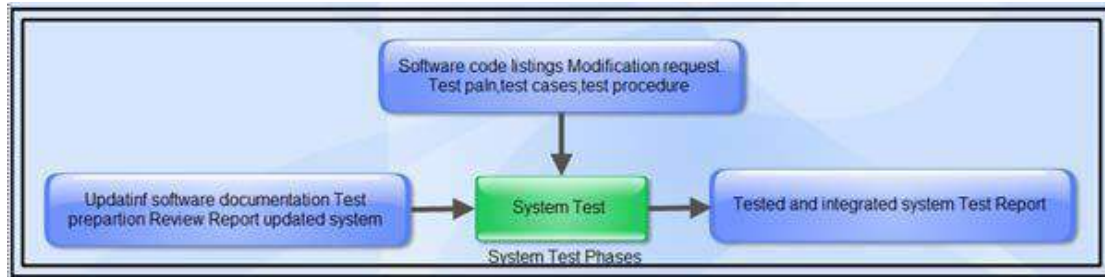 Software code listings Modification request
Test paln,test cases,test procedure
Updatinf software documentation Test
prepartion Review Report updated system
System Test
Tested and integrated system Test Report
System Test Phases